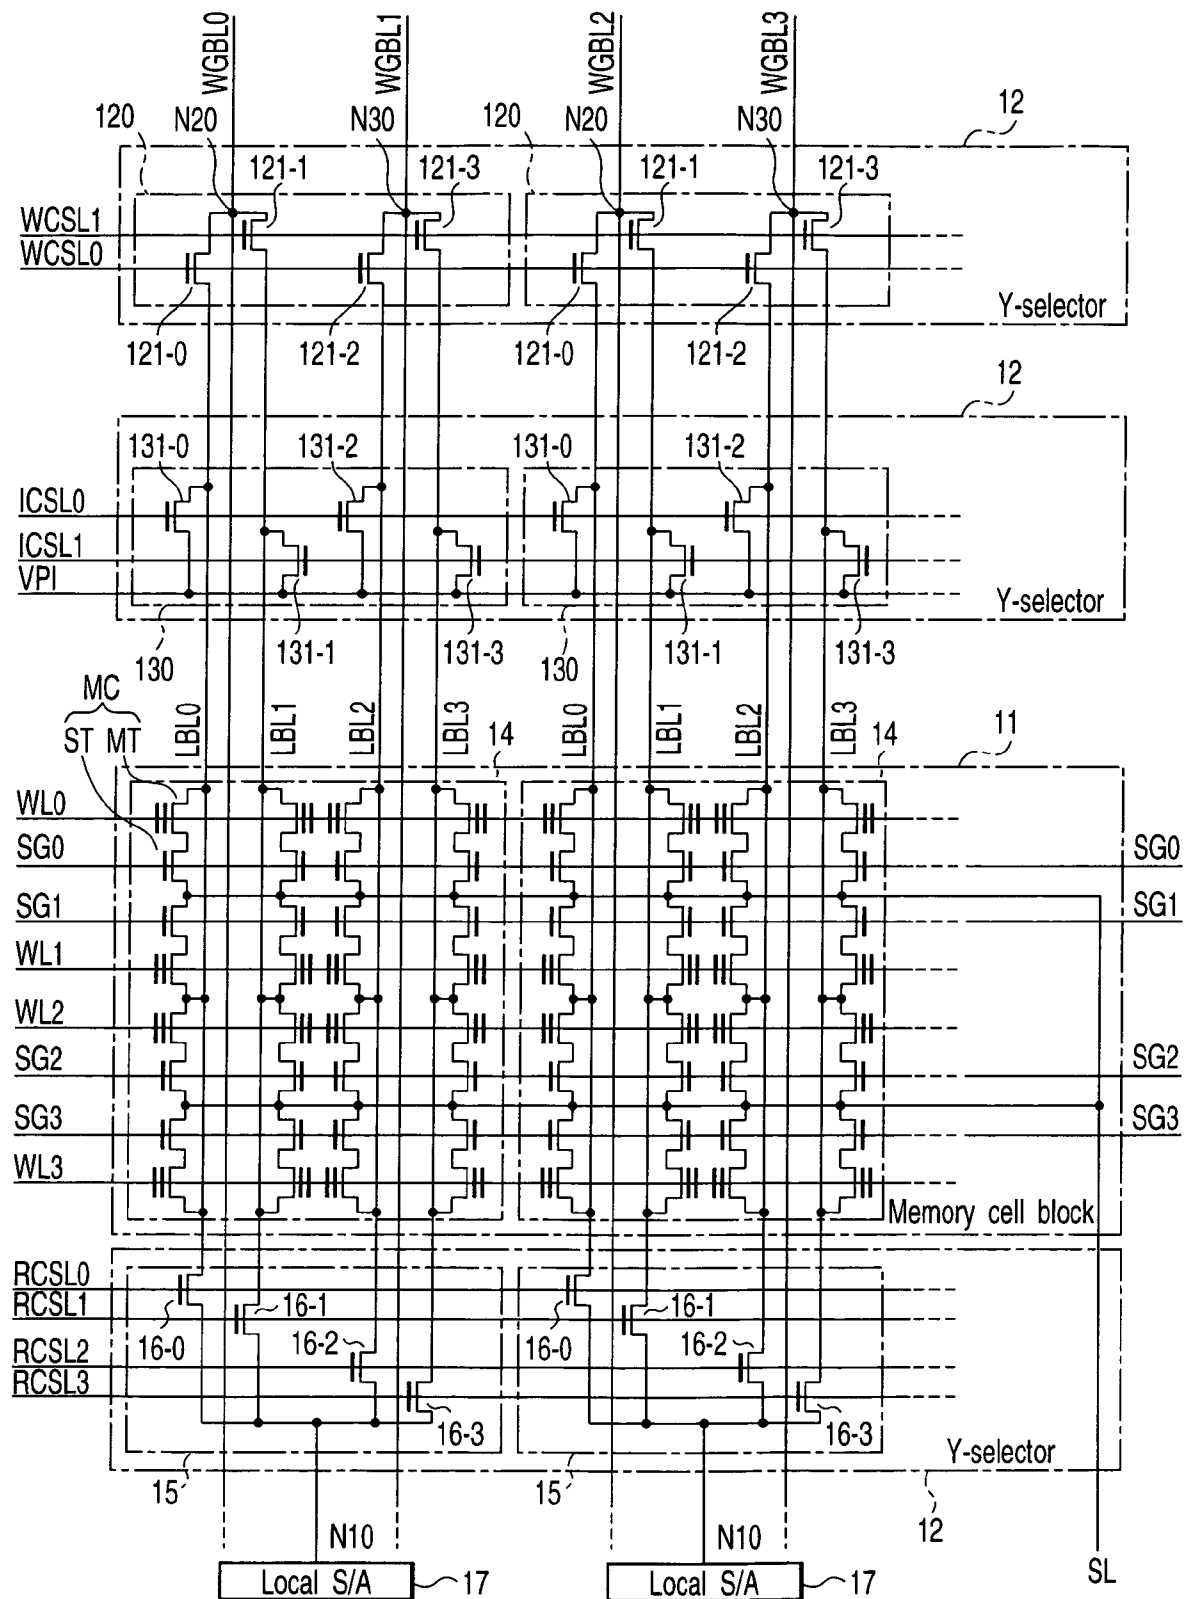 WGBL0 WGBL1 WGBL2 WGBL3
120 N20 N30 120 N20 N30 12
121-1 121-3 121-1 121-3
WCSL1
WCSL0
Y-selector
121-0 121-2 121-0 121-2
12
131-0 131-2 131-0 131-2
ICSL0
ICSL1
VPI
Y-selector
130 131-1 131-3 130 131-1 131-3
MC
ST MT
LBL0 LBL1 LBL2 LBL3 14 LBL0 LBL1 LBL2 LBL3 14 11
WL0
SG0 SG0
SG1 SG1
WL1
WL2
SG2 SG2
SG3 SG3
WL3
Memory cell block
RCSL0
RCSL1
16-0 16-1 16-0 16-1
RCSL2 16-2 16-2
RCSL3
16-3 16-3
Y-selector
15 15
12
N10 N10
Local S/A 17 Local S/A 17 SL